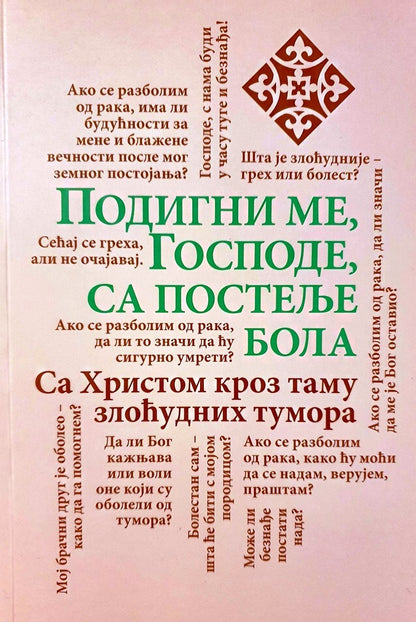 Ако се разболим
од рака, има ли
будућности за
мене и блажене
вечности после мог
земног постојања?
Господе, с нама буди
у часу туге и безнађа!
Шта је злоћудније –
грех или болест?
ПОДИГНИ МЕ,
Сећај се греха,
али не очајавај.
ГОСПОДЕ,
СА ПОСТЕЉЕ
Ако се разболим од рака,
да ли то значи да ћу
сигурно умрети?
БОЛА
Ако се разболим од рака, да ли значи
да ме је Бог оставио?
Са Христом кроз таму
злоћудних тумора
Мој брачни друг је оболео –
како да га помогнем?
Да ли Бог
кажњава
или воли
оне који су
оболели од
тумора?
Болестан сам –
шта ће бити с мојом
породицом?
Ако се разболим
од рака, како ћу моћи
да се надам, верујем,
праштам?
Може ли
безнађе
постати
нада?